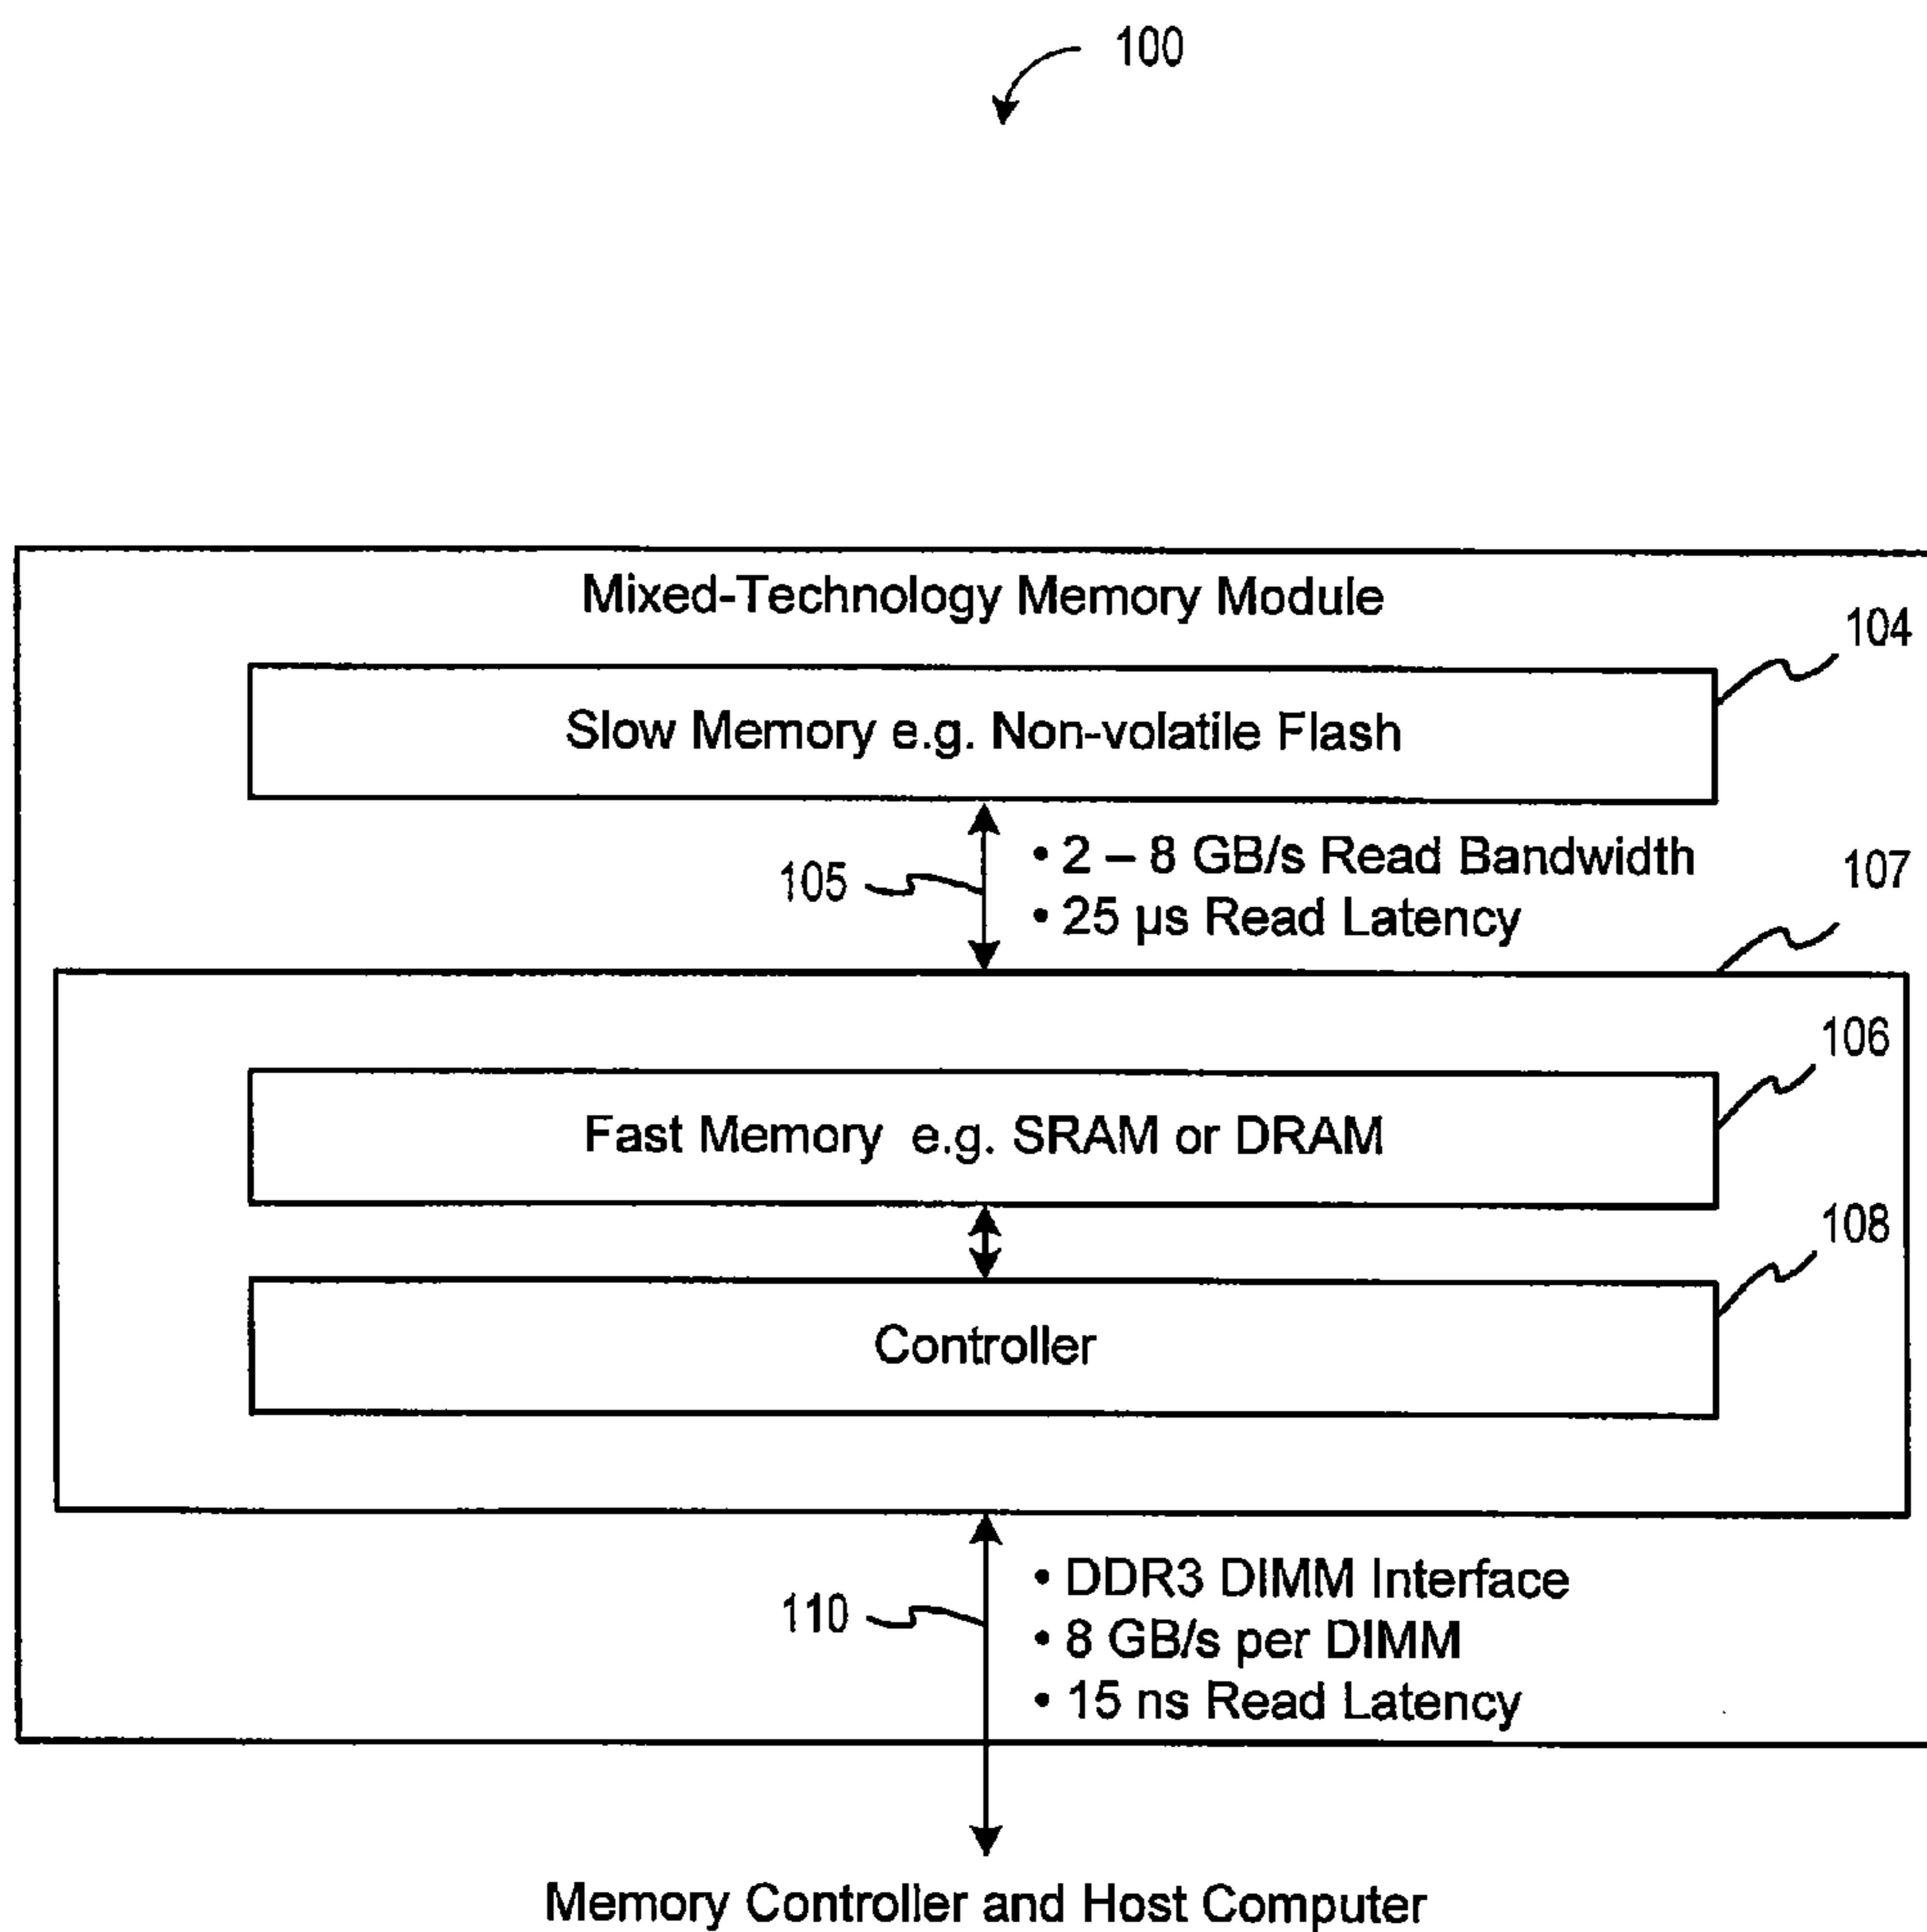 100
Mixed-Technology Memory Module
104
Slow Memory e.g. Non-volatile Flash
105
• 2 – 8 GB/s Read Bandwidth
• 25 µs Read Latency
107
106
Fast Memory e.g. SRAM or DRAM
108
Controller
110
• DDR3 DIMM Interface
• 8 GB/s per DIMM
• 15 ns Read Latency
Memory Controller and Host Computer